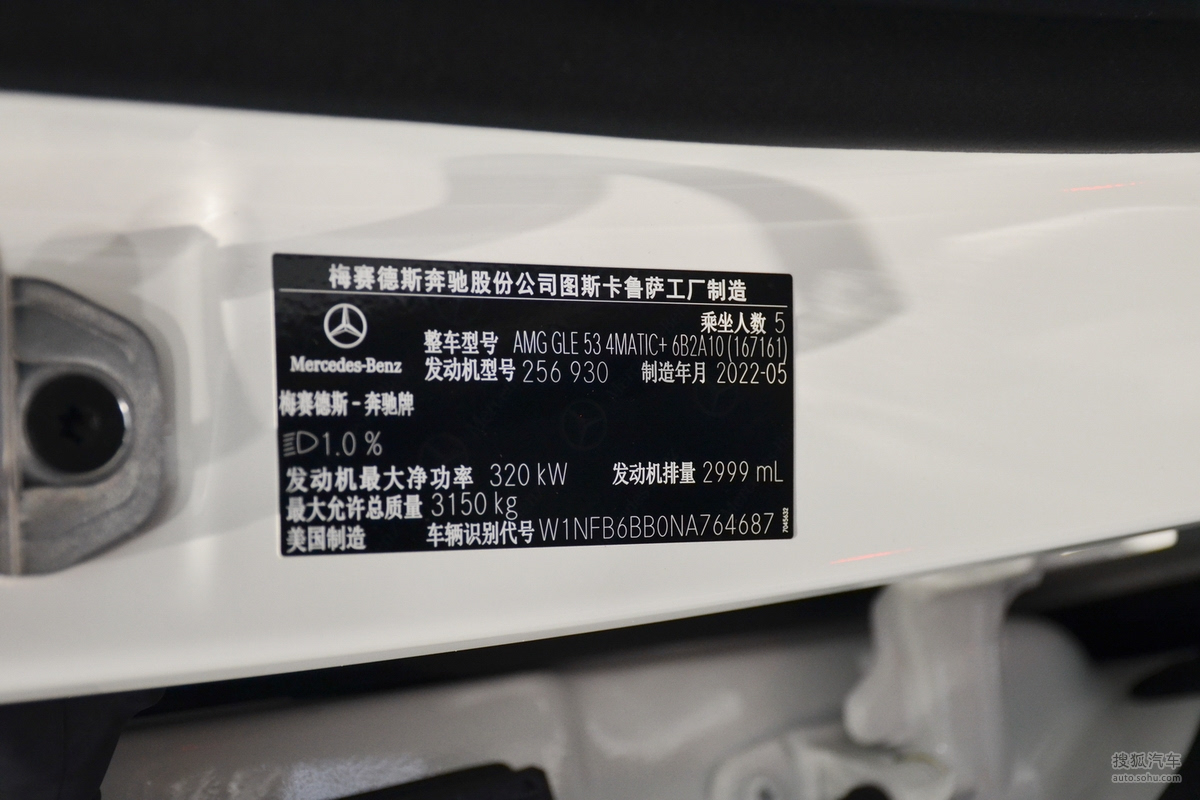 梅赛德斯奔驰股份公司图斯卡鲁萨工厂制造
乘坐人数 5
整车型号 AMG GLE 53 4MATIC+ 6B2A10 (167161)
Mercedes-Benz
发动机型号 256 930 制造年月 2022-05
梅赛德斯-奔驰牌
1.0 %
发动机最大净功率 320 kW 发动机排量 2999 mL
最大允许总质量 3150 kg
美国制造 车辆识别代号 W1NFB6BB0NA764687
7045632
搜狐汽车
auto.sohu.com